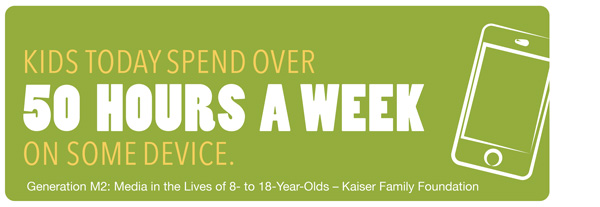 KIDS TODAY SPEND OVER
50 HOURS A WEEK
ON SOME DEVICE.
Generation M2: Media in the Lives of 8- to 18-Year-Olds – Kaiser Family Foundation